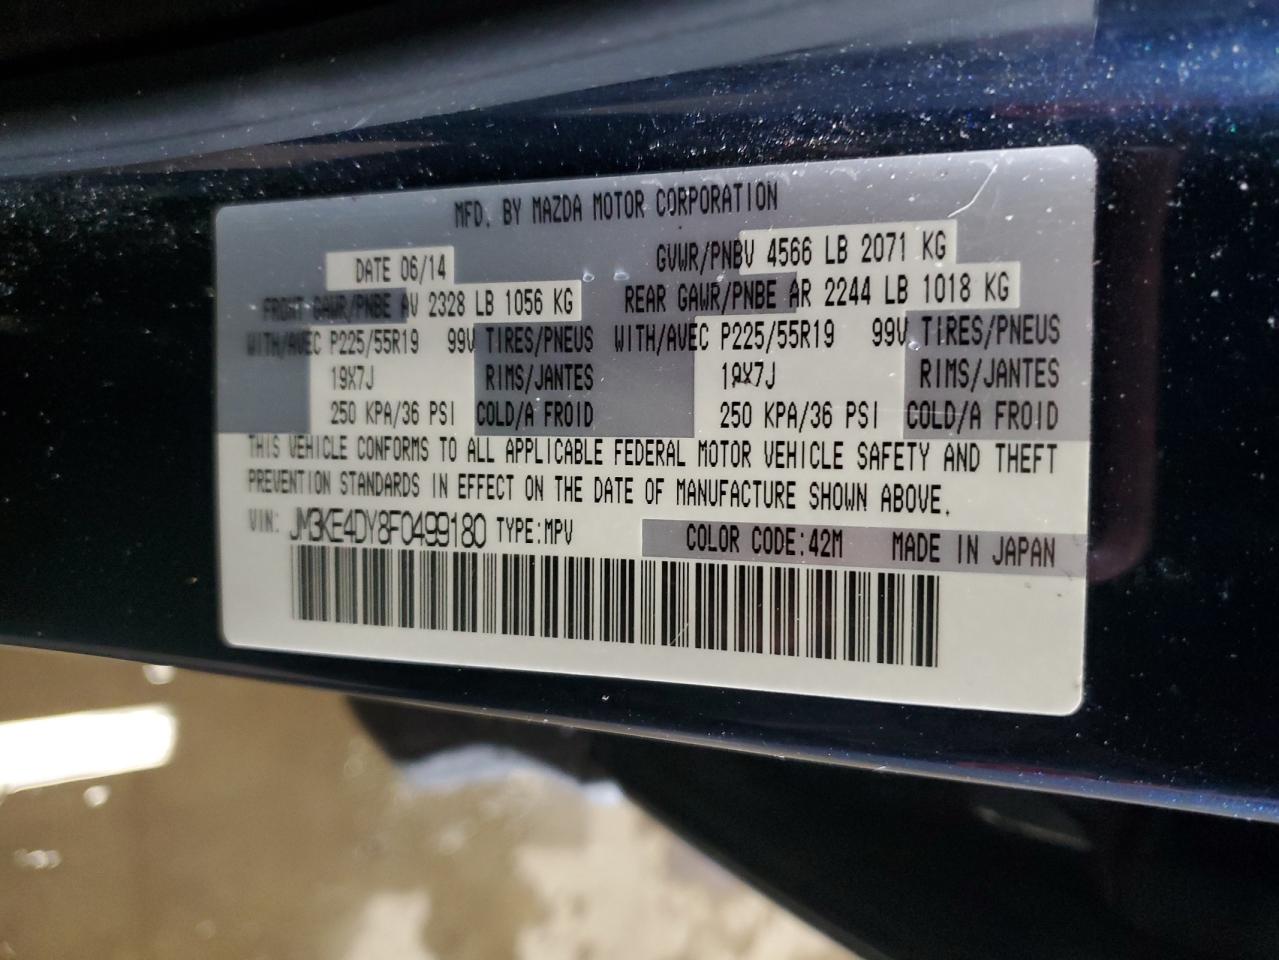 MFD. BY MAZDA MOTOR CORPORATION
DATE 06/14 GVWR/PNBV 4566 LB 2071 KG
FRONT GAWR/PNBE AV 2328 LB 1056 KG REAR GAWR/PNBE AR 2244 LB 1018 KG
WITH/AVEC P225/55R19 99V TIRES/PNEUS WITH/AVEC P225/55R19 99V TIRES/PNEUS
19X7J RIMS/JANTES 19X7J RIMS/JANTES
250 KPA/36 PSI COLD/A FROID 250 KPA/36 PSI COLD/A FROID
THIS VEHICLE CONFORMS TO ALL APPLICABLE FEDERAL MOTOR VEHICLE SAFETY AND THEFT
PREVENTION STANDARDS IN EFFECT ON THE DATE OF MANUFACTURE SHOWN ABOVE.
VIN: JM3KE4DY8F0499180 TYPE:MPV COLOR CODE:42M MADE IN JAPAN